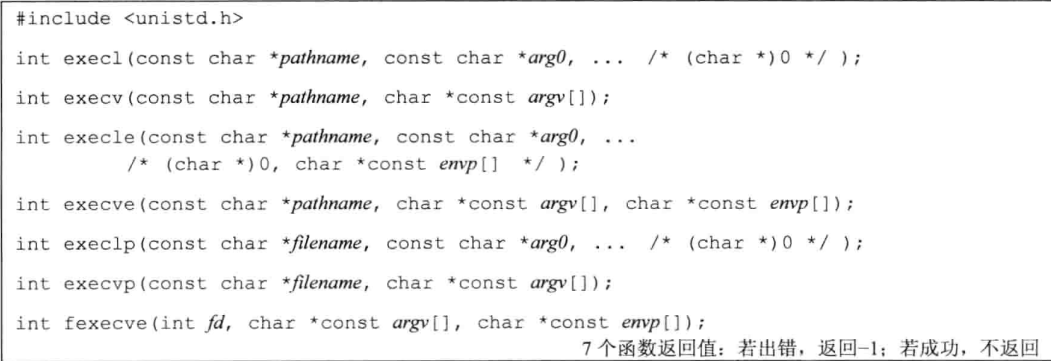 #include <unistd.h>
int execl(const char *pathname, const char *arg0, ... /* (char *)0 */ );
int execv(const char *pathname, char *const argv[]);
int execle(const char *pathname, const char *arg0, ...
/* (char *)0, char *const envp[] */ );
int execve(const char *pathname, char *const argv[], char *const envp[]);
int execlp(const char *filename, const char *arg0, ... /* (char *)0 */ );
int execvp(const char *filename, char *const argv[]);
int fexecve(int fd, char *const argv[], char *const envp[]);
7 个函数返回值：若出错，返回-1；若成功，不返回